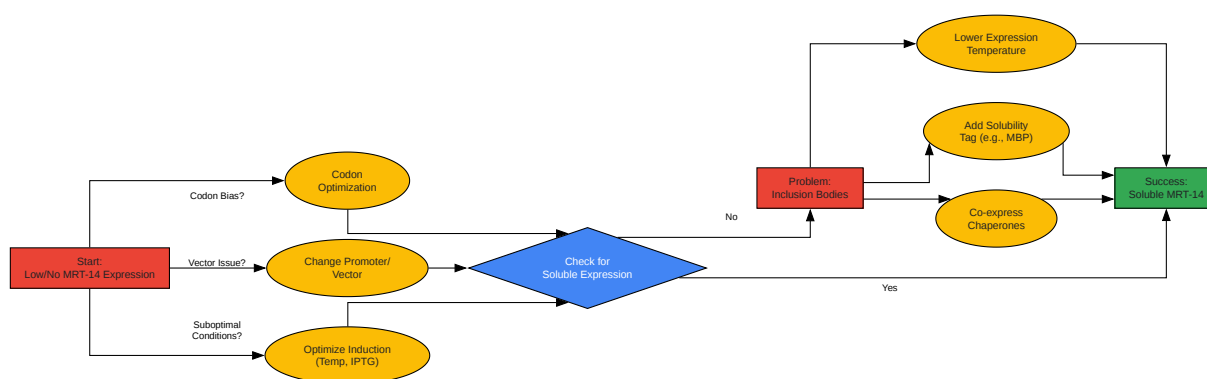 Lower Expression
Temperature
Add Solubility
Tag (e.g., MBP)
Codon
Optimization
Codon Bias?
Problem:
Inclusion Bodies
Success:
Soluble MRT-14
Co-express
Chaperones
No
Start:
Low/No MRT-14 Expression
Vector Issue?
Change Promoter/
Vector
Check for
Soluble Expression
Yes
Suboptimal
Conditions?
Optimize Induction
(Temp, IPTG)